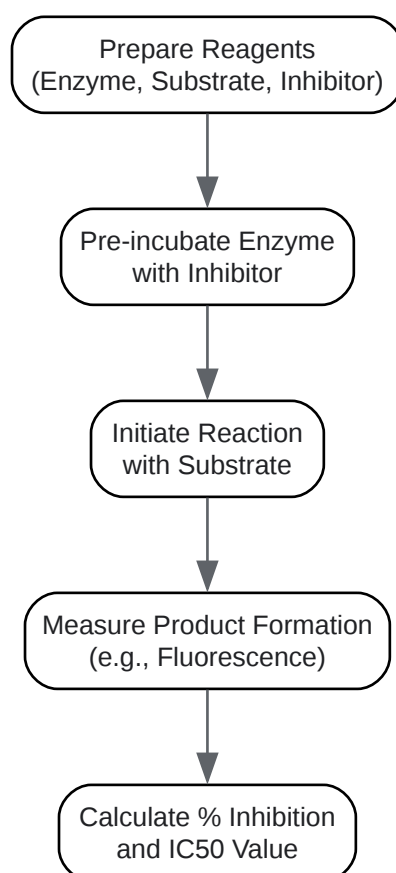 Prepare Reagents
(Enzyme, Substrate, Inhibitor)
Pre-incubate Enzyme
with Inhibitor
Initiate Reaction
with Substrate
Measure Product Formation
(e.g., Fluorescence)
Calculate % Inhibition
and IC50 Value